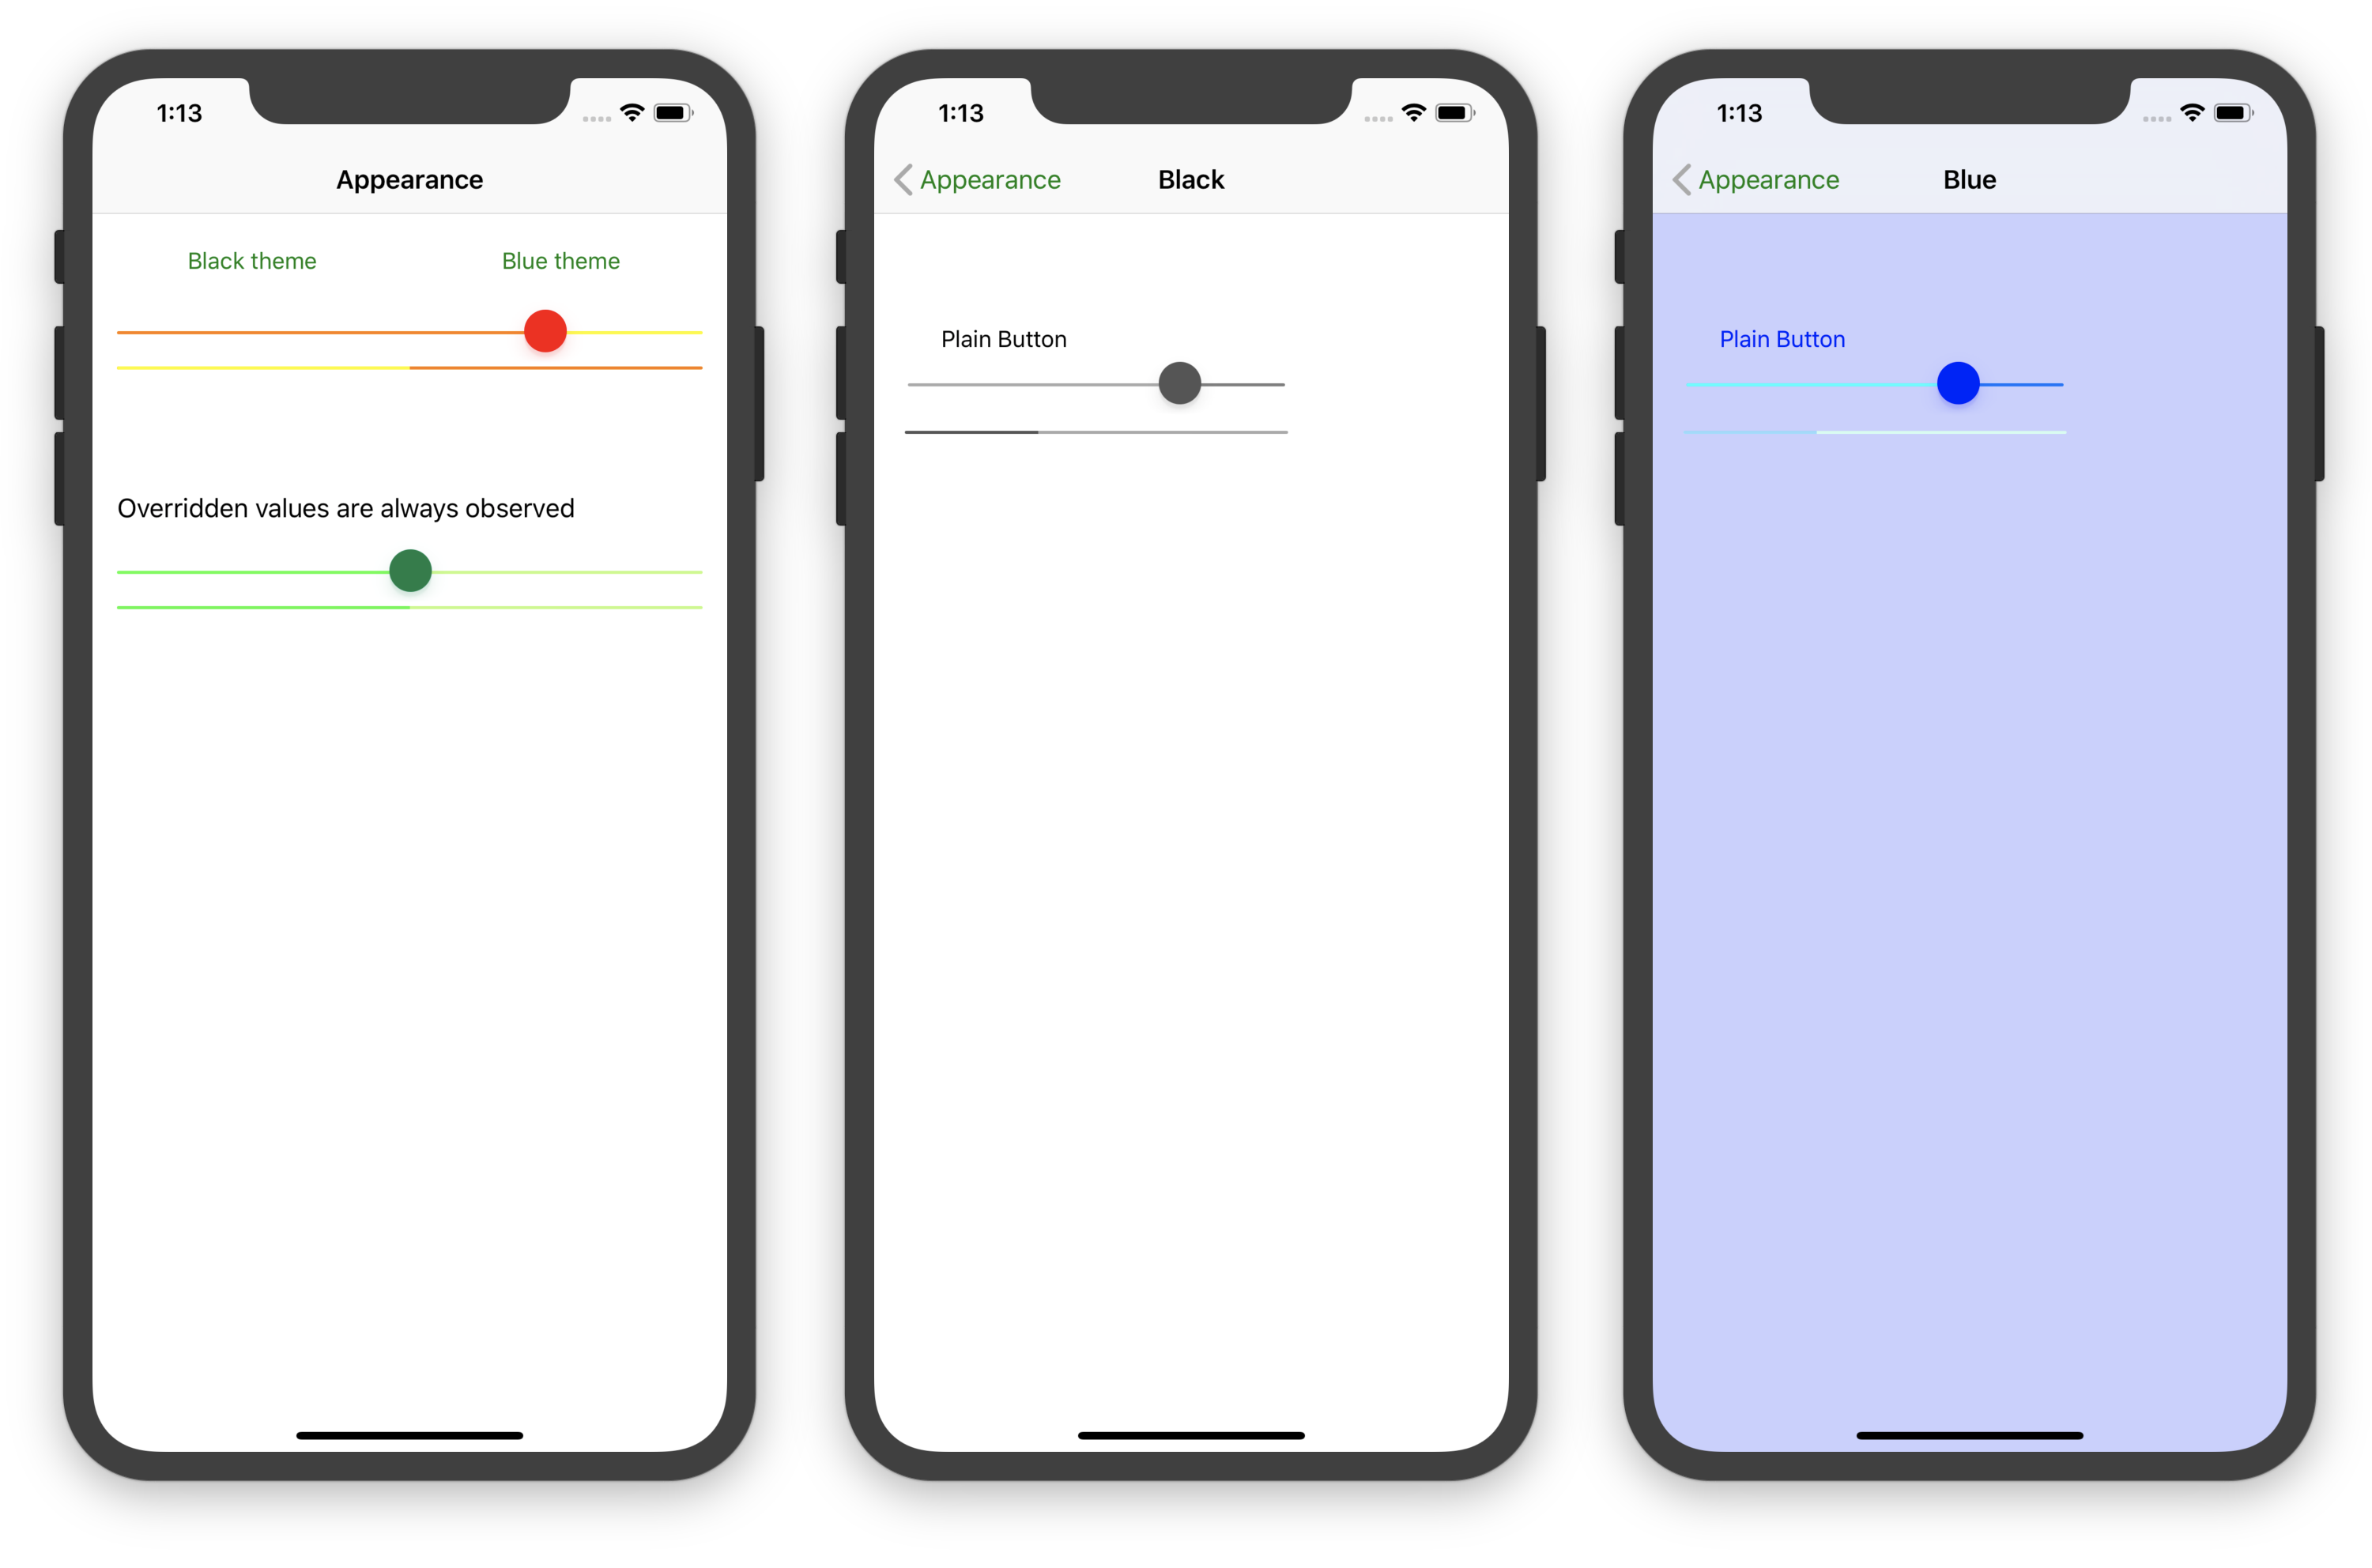 1:13
Appearance
Black theme
Blue theme
Overridden values are always observed
1:13
Appearance
Black
Plain Button
1:13
Appearance
Blue
Plain Button